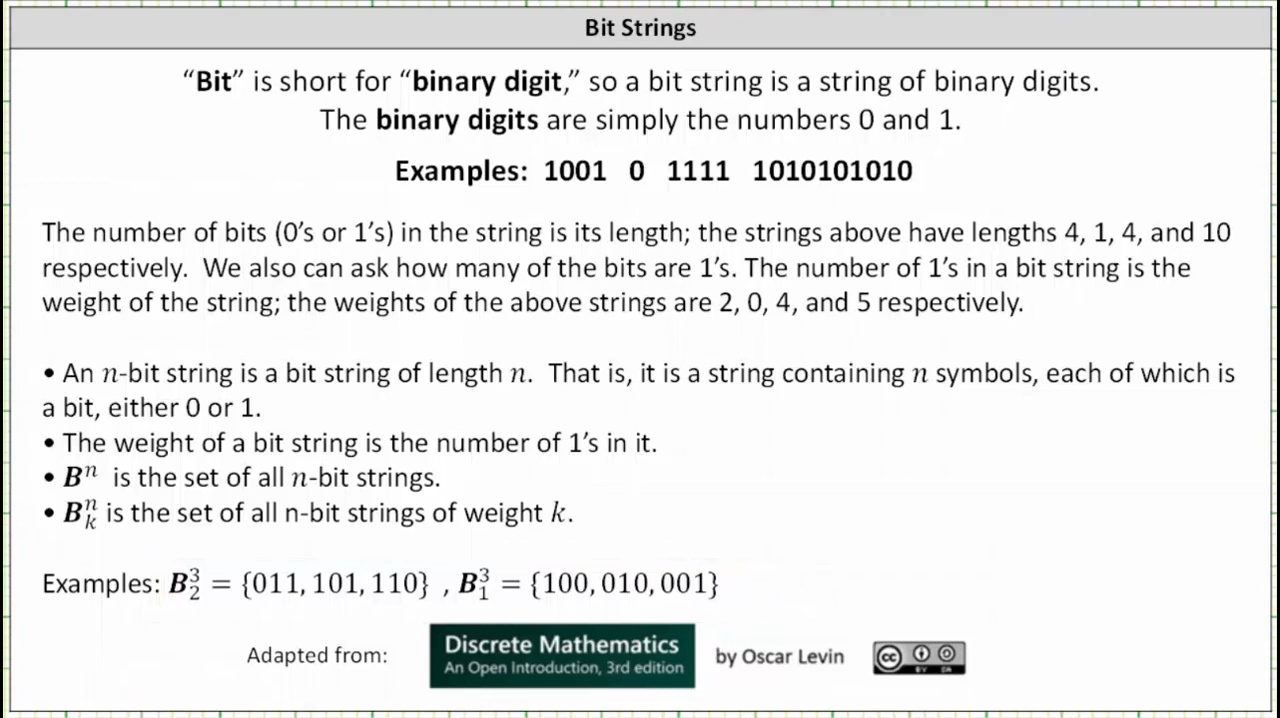 Bit Strings
“Bit” is short for “binary digit,” so a bit string is a string of binary digits.
The binary digits are simply the numbers 0 and 1.
Examples: 1001 0 1111 1010101010
The number of bits (0’s or 1’s) in the string is its length; the strings above have lengths 4, 1, 4, and 10
respectively. We also can ask how many of the bits are 1’s. The number of 1’s in a bit string is the
weight of the string; the weights of the above strings are 2, 0, 4, and 5 respectively.
• An n-bit string is a bit string of length n. That is, it is a string containing n symbols, each of which is
a bit, either 0 or 1.
• The weight of a bit string is the number of 1’s in it.
• Bⁿ is the set of all n-bit strings.
• Bⁿₖ is the set of all n-bit strings of weight k.
Examples: B³₂ = {011, 101, 110} , B³₁ = {100, 010, 001}
Adapted from: Discrete Mathematics by Oscar Levin cc
An Open Introduction, 3rd edition
BY SA